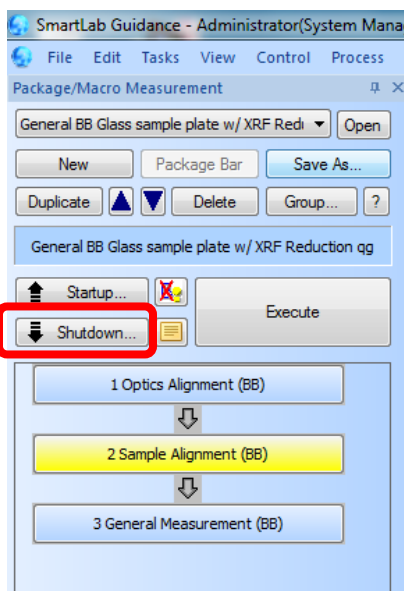 SmartLab Guidance - Administrator(System Mana
File Edit Tasks View Control Process
Package/Macro Measurement
General BB Glass sample plate w/ XRF Redu Open
New Package Bar Save As...
Duplicate Delete Group... ?
General BB Glass sample plate w/ XRF Reduction qg
Startup...
Execute
Shutdown...
1 Optics Alignment (BB)
2 Sample Alignment (BB)
3 General Measurement (BB)